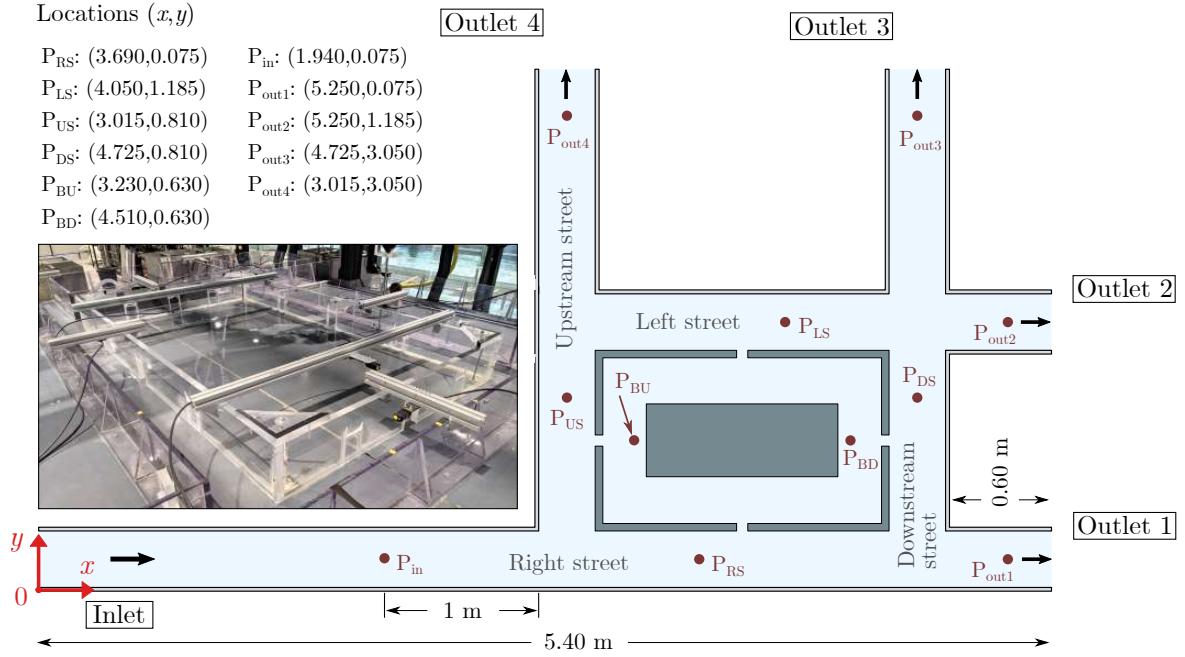 Locations (x,y)
P_RS: (3.690,0.075) P_in: (1.940,0.075)
P_LS: (4.050,1.185) P_out1: (5.250,0.075)
P_US: (3.015,0.810) P_out2: (5.250,1.185)
P_DS: (4.725,0.810) P_out3: (4.725,3.050)
P_BU: (3.230,0.630) P_out4: (3.015,3.050)
P_BD: (4.510,0.630)
Outlet 4
Outlet 3
P_out4
P_out3
Upstream street
Outlet 2
Left street
P_LS
P_out2
P_BU
P_DS
P_US
P_BD
0.60 m
Downstream
street
Outlet 1
y
x
0
P_in
Right street
P_RS
P_out1
Inlet
1 m
5.40 m